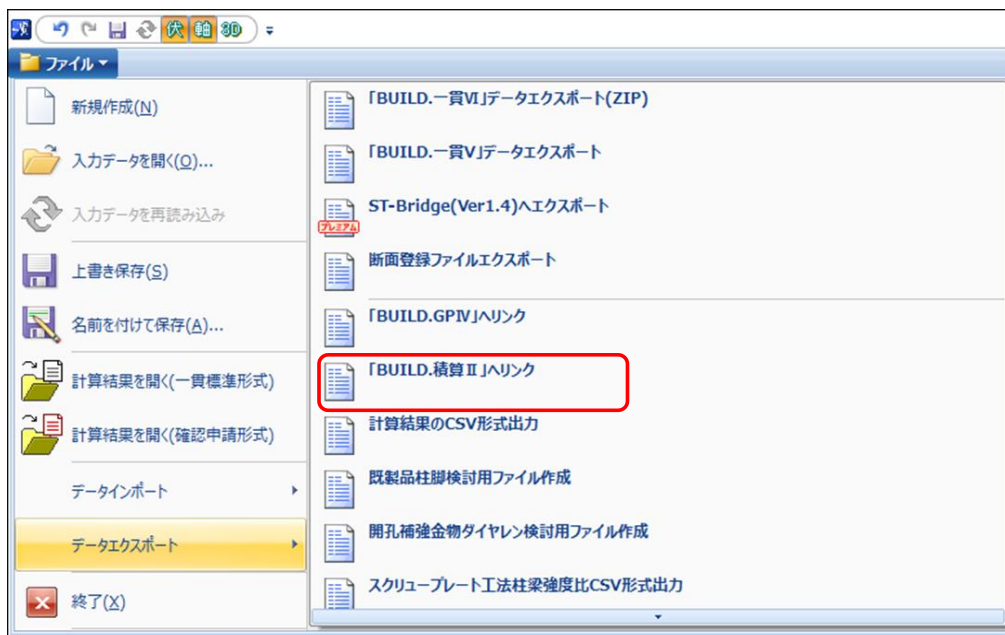 伏 軸 3D
ファイル
新規作成(N)
入力データを開く(O)...
入力データを再読み込み
上書き保存(S)
名前を付けて保存(A)...
計算結果を開く(一貫標準形式)
計算結果を開く(確認申請形式)
データインポート
データエクスポート
終了(X)
「BUILD.一貫Ⅵ」データエクスポート(ZIP)
「BUILD.一貫Ⅴ」データエクスポート
ST-Bridge(Ver1.4)へエクスポート
プレミアム
断面登録ファイルエクスポート
「BUILD.GPⅣ」へリンク
「BUILD.積算Ⅱ」へリンク
計算結果のCSV形式出力
既製品柱脚検討用ファイル作成
開孔補強金物ダイヤレン検討用ファイル作成
スクリュープレート工法柱梁強度比CSV形式出力